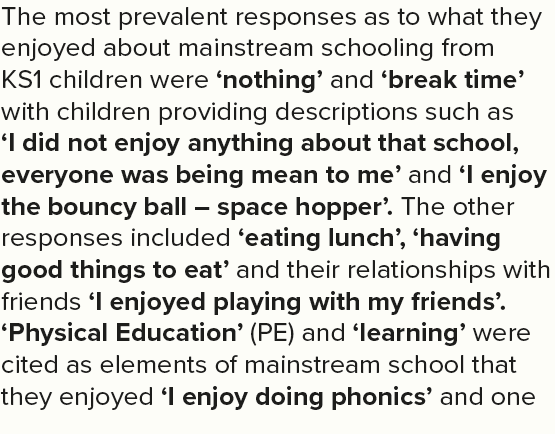 The most prevalent responses as to what they
enjoyed about mainstream schooling from
KS1 children were ‘nothing’ and ‘break time’
with children providing descriptions such as
‘I did not enjoy anything about that school,
everyone was being mean to me’ and ‘I enjoy
the bouncy ball – space hopper’. The other
responses included ‘eating lunch’, ‘having
good things to eat’ and their relationships with
friends ‘I enjoyed playing with my friends’.
‘Physical Education’ (PE) and ‘learning’ were
cited as elements of mainstream school that
they enjoyed ‘I enjoy doing phonics’ and one